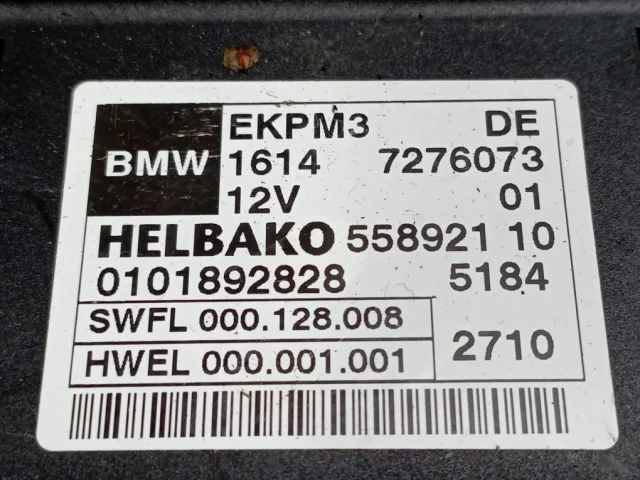 EKPM3 DE
BMW 1614 7276073
12V 01
HELBAKO 558921 10
0101892828 5184
SWFL 000.128.008
HWEL 000.001.001 2710